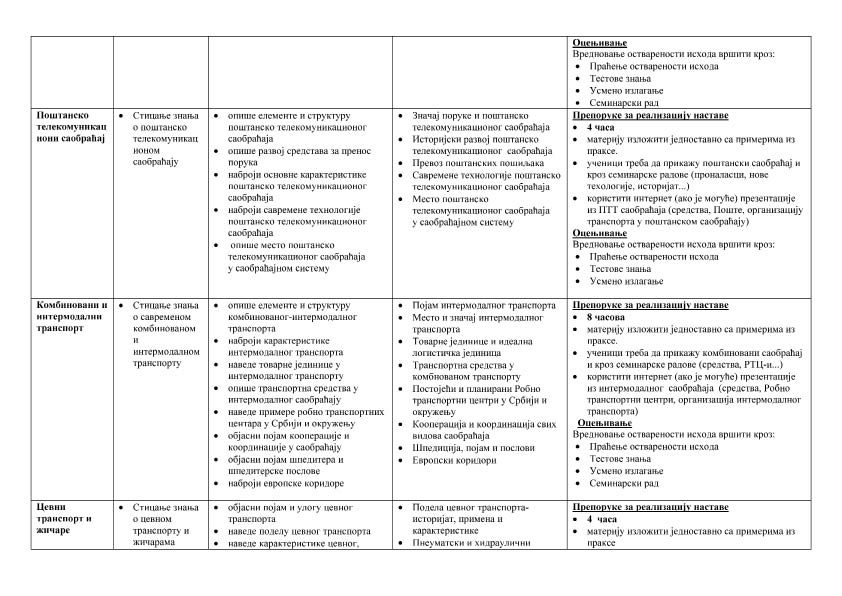 Оцењивање
Вредновање остварености исхода вршити кроз:
• Праћење остварености исхода
• Тестове знања
• Усмено излагање
• Семинарски рад
Поштанско
телекомуникац
иони саобраћај
• Стицање знања
о поштанско
телекомуникац
ионом
саобраћају
• опише елементе и структуру
поштанско телекомуникационог
саобраћаја
• опише развој средстава за пренос
порука
• наброји основне карактеристике
поштанско телекомуникационог
саобраћаја
• наброји савремене технологије
поштанско телекомуникационог
саобраћаја
• опише место поштанско
телекомуникационог саобраћаја
у саобраћајном систему
• Значај поруке и поштанско
телекомуникационог саобраћаја
• Историјски развој поштанско
телекомуникационог саобраћаја
• Превоз поштанских пошиљака
• Савремене технологије поштанско
телекомуникационог саобраћаја
• Место поштанско
телекомуникационог саобраћаја
у саобраћајном систему
Препоруке за реализацију наставе
• 4 часа
• материју изложити једноставно са примерима из
праксе.
• ученици треба да прикажу поштански саобраћај и
кроз семинарске радове (проналасци, нове
техологије, историјат...)
• користити интернет (ако је могуће) презентације
из ПТТ саобраћаја (средства, Поште, организацију
транспорта у поштанском саобраћају)
Оцењивање
Вредновање остварености исхода вршити кроз:
• Праћење остварености исхода
• Тестове знања
• Усмено излагање
Комбиновани и
интермодални
транспорт
• Стицање знања
о савременом
комбинованом
и
интермодалном
транспорту
• опише елементе и структуру
комбинованог-интермодалног
транспорта
• наброји карактеристике
интермодалног транспорта
• наведе товарне јединице у
интермодалном транспорту
• опише транспортна средства у
интермодалног саобраћају
• наведе примере робно транспортних
центара у Србији и окружењу
• објасни појам кооперације и
координације у саобраћају
• објасни појам шпедитера и
шпедитерске послове
• наброји европске коридоре
• Појам интермодалног транспорта
• Место и значај интермодалног
транспорта
• Товарне јединице и идеална
логистичка јединица
• Транспортна средства у
комбнованом транспорту
• Постојећи и планирани Робно
транспортни центри у Србији и
окружењу
• Кооперација и координација свих
видова саобраћаја
• Шпедиција, појам и послови
• Европски коридори
Препоруке за реализацију наставе
• 8 часова
• материју изложити једноставно са примерима из
праксе.
• ученици треба да прикажу комбиновани саобраћај
и кроз семинарске радове (средства, РТЦ-и...)
• користити интернет (ако је могуће) презентације
из интермодалног саобраћаја (средства, Робно
транспортни центри, организација интермодалног
транспорта)
Оцењивање
Вредновање остварености исхода вршити кроз:
• Праћење остварености исхода
• Тестове знања
• Усмено излагање
• Семинарски рад
Цевни
транспорт и
жичаре
• Стицање знања
о цевном
транспорту и
жичарама
• објасни појам и улогу цевног
транспорта
• наведе поделу цевног транспорта
• наведе карактеристике цевног,
• Подела цевног транспорта-
историјат, примена и
карактеристике
• Пнеуматски и хидраулични
Препоруке за реализацију наставе
• 4 часа
• материју изложити једноставно са примерима из
праксе